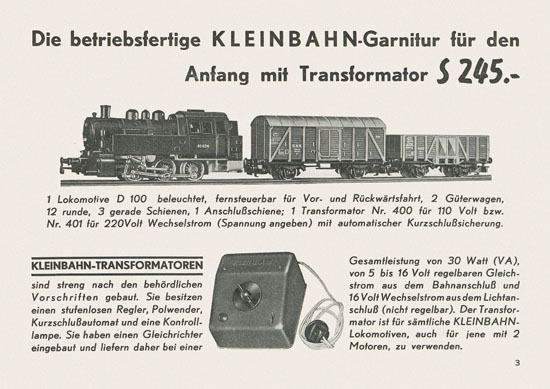 Die betriebsfertige KLEINBAHN-Garnitur für den
Anfang mit Transformator S 245.-
1 Lokomotive D 100 beleuchtet, fernsteuerbar für Vor- und Rückwärtsfahrt, 2 Güterwagen,
12 runde, 3 gerade Schienen, 1 Anschlußschiene; 1 Transformator Nr. 400 für 110 Volt bzw.
Nr. 401 für 220Volt Wechselstrom (Spannung angeben) mit automatischer Kurzschlußsicherung.
KLEINBAHN-TRANSFORMATOREN
sind streng nach den behördlichen
Vorschriften gebaut. Sie besitzen
einen stufenlosen Regler, Polwender,
Kurzschlußautomat und eine Kontroll-
lampe. Sie haben einen Gleichrichter
eingebaut und liefern daher bei einer
Gesamtleistung von 30 Watt (VA),
von 5 bis 16 Volt regelbaren Gleich-
strom aus dem Bahnanschluß und
16 Volt Wechselstrom aus dem Lichtan-
schluß (nicht regelbar). Der Transfor-
mator ist für sämtliche KLEINBAHN-
Lokomotiven, auch für jene mit 2
Motoren, zu verwenden.
3